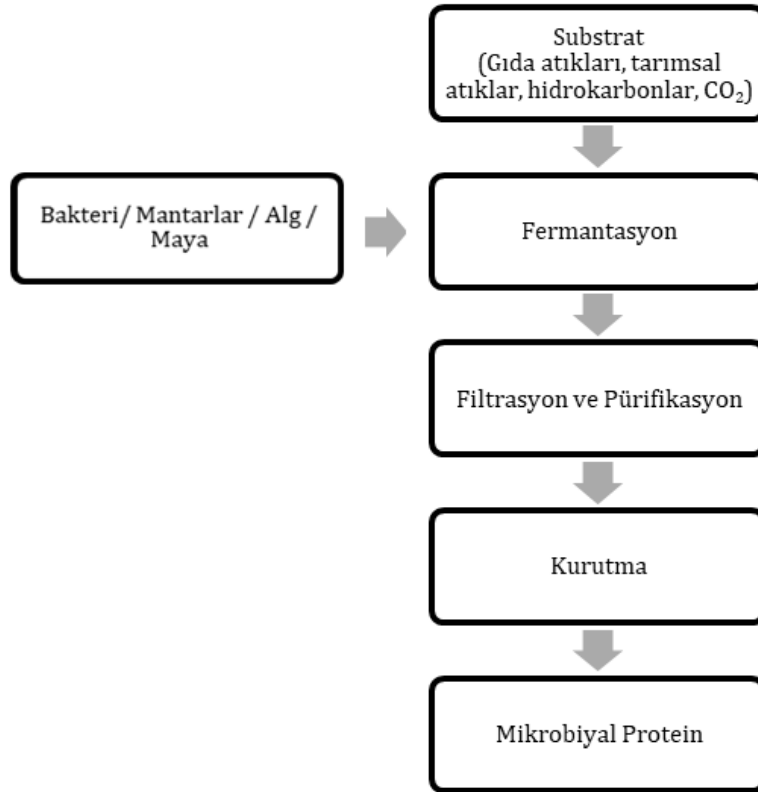 Substrat
(Gıda atıkları, tarımsal
atıklar, hidrokarbonlar, CO₂)
Bakteri/ Mantarlar / Alg /
Maya
Fermantasyon
Filtrasyon ve Pürifikasyon
Kurutma
Mikrobiyal Protein